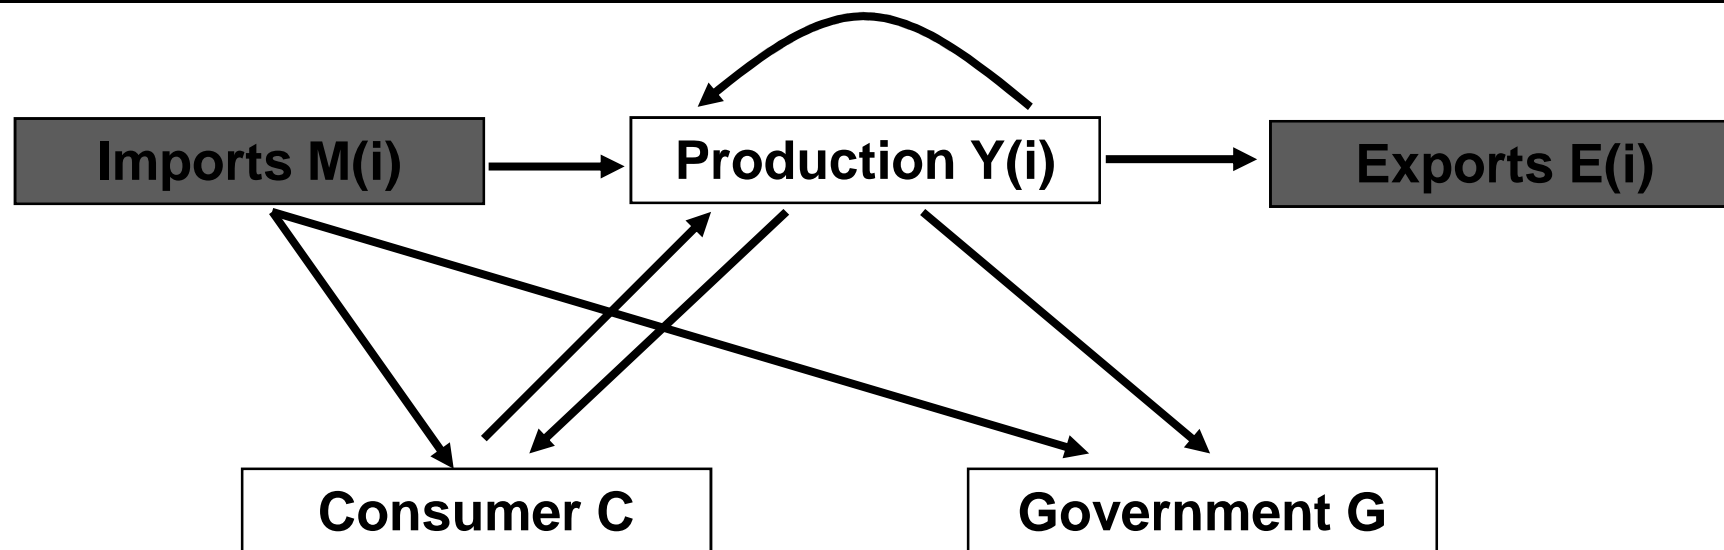 Imports M(i)
Production Y(i)
Exports E(i)
Consumer C
Government G